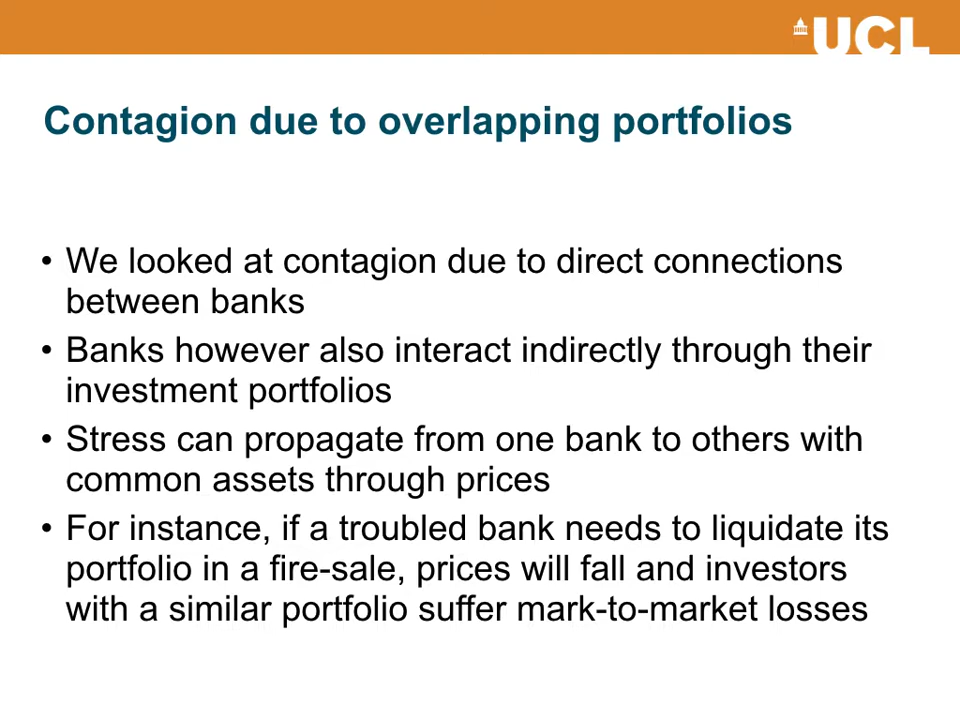 UCL
Contagion due to overlapping portfolios
• We looked at contagion due to direct connections
between banks
• Banks however also interact indirectly through their
investment portfolios
• Stress can propagate from one bank to others with
common assets through prices
• For instance, if a troubled bank needs to liquidate its
portfolio in a fire-sale, prices will fall and investors
with a similar portfolio suffer mark-to-market losses